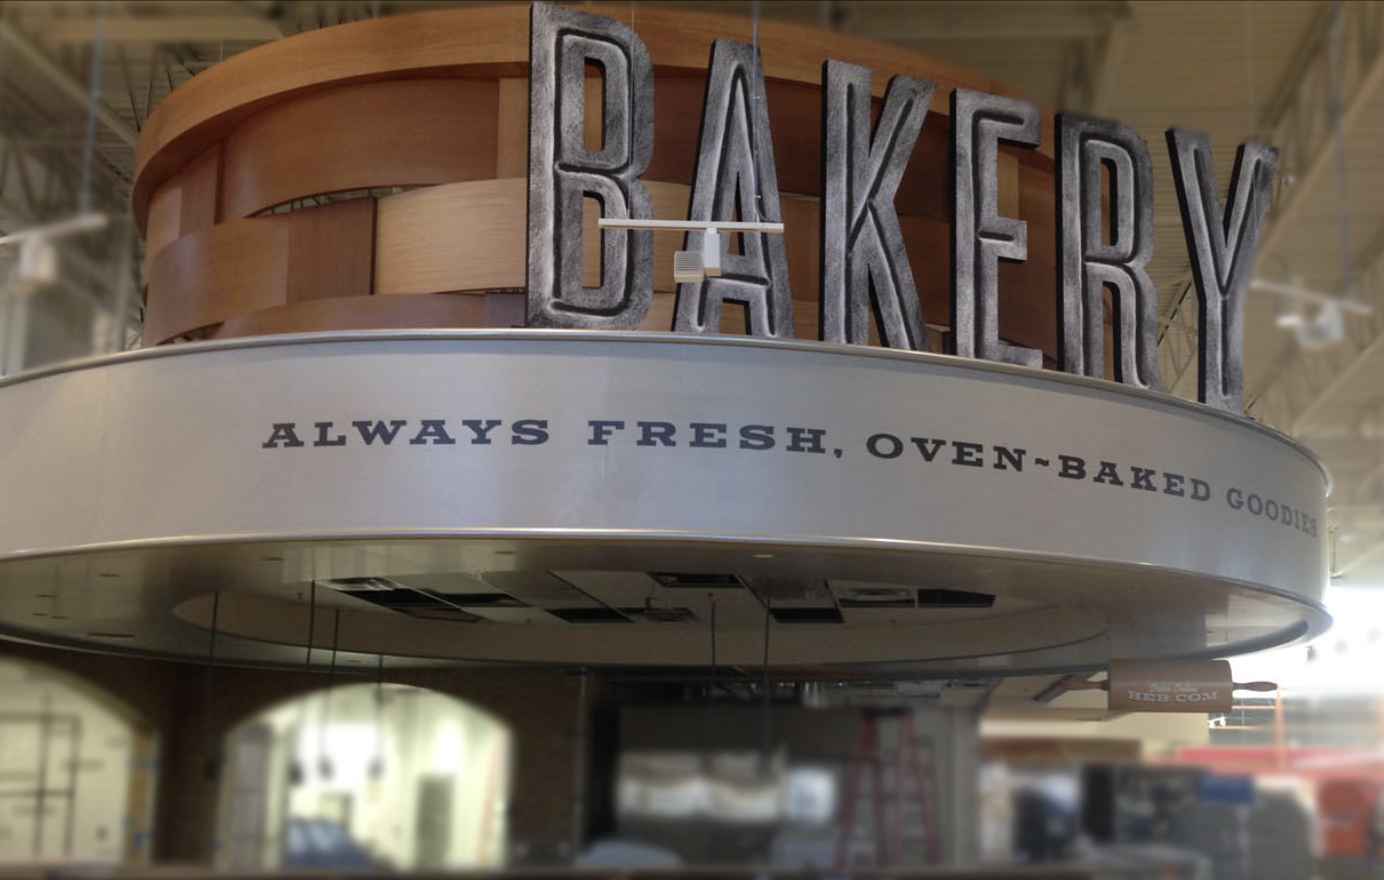 BAKERY
ALWAYS FRESH, OVEN~BAKED GOODIES
HEB.COM